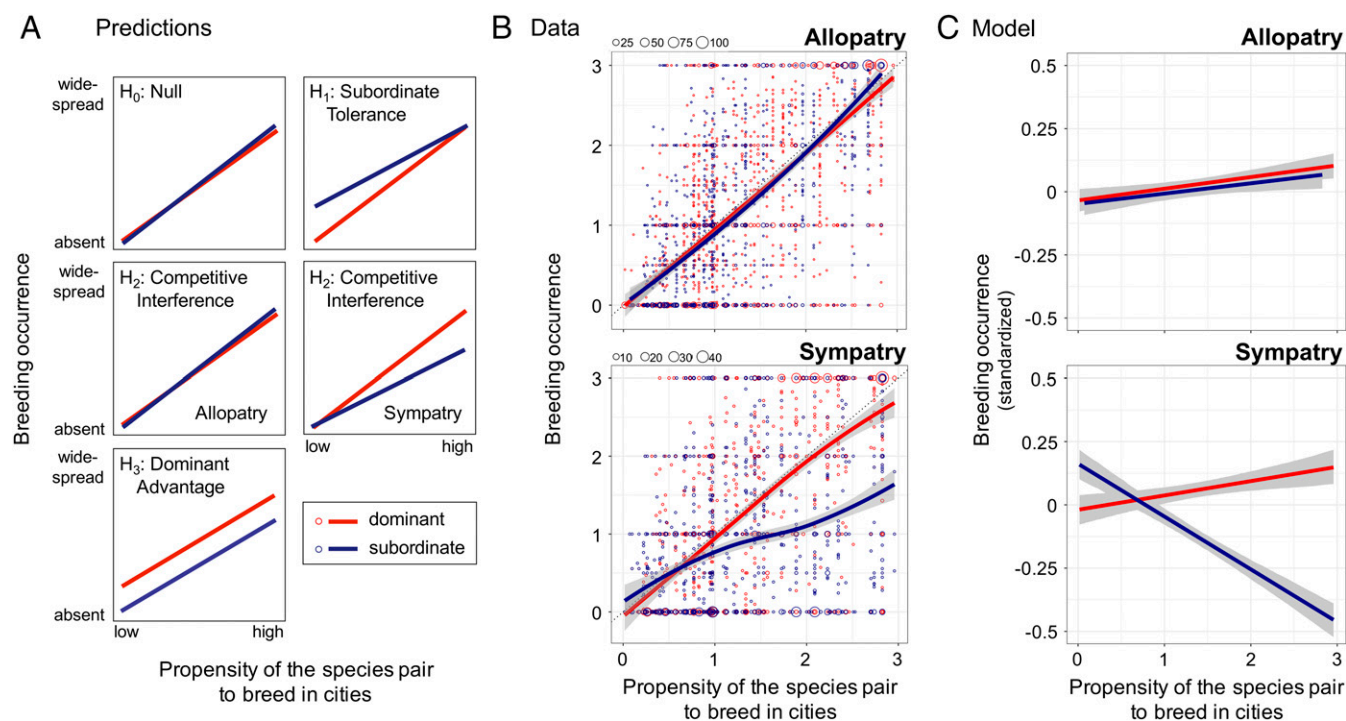 A Predictions
H0: Null
wide-
spread
absent
H1: Subordinate
Tolerance
H2: Competitive
Interference
wide-
spread
absent
Allopatry
H2: Competitive
Interference
Sympatry
low high
H3: Dominant
Advantage
wide-
spread
absent
low high
dominant
subordinate
Breeding occurrence
Propensity of the species pair
to breed in cities
B Data
25 50 75 100
Allopatry
3
2
1
0
0 1 2 3
Breeding occurrence
10 20 30 40
Sympatry
3
2
1
0
0 1 2 3
Breeding occurrence
Propensity of the species pair
to breed in cities
C Model
Allopatry
0.5
0.25
0
-0.25
-0.5
Breeding occurrence
(standardized)
Sympatry
0.5
0.25
0
-0.25
-0.5
0 1 2 3
Propensity of the species pair
to breed in cities